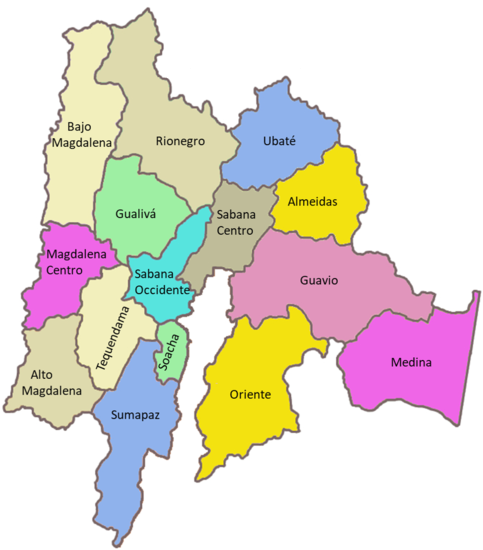 Bajo
Magdalena
Rionegro
Ubaté
Almeidas
Gualivá
Sabana
Centro
Magdalena
Centro
Sabana
Occidente
Guavio
Tequendama
Soacha
Medina
Alto
Magdalena
Oriente
Sumapaz